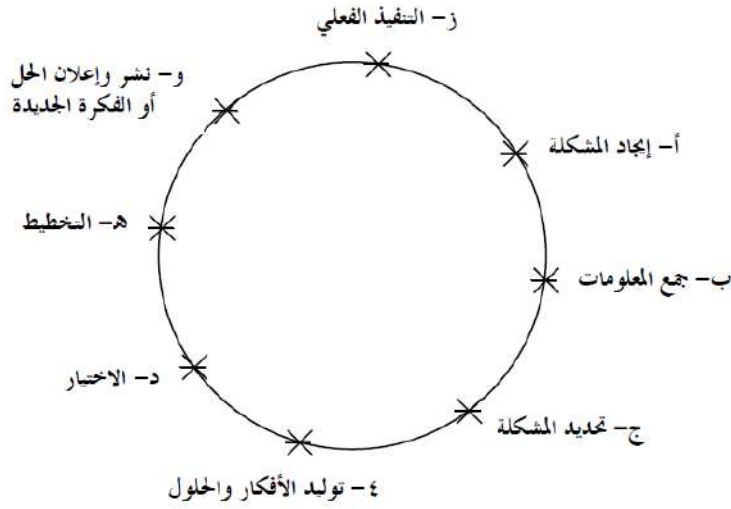 ز- التنفيذ الفعلي
أ- إيجاد المشكلة
ب- جمع المعلومات
ج- تحديد المشكلة
٤- توليد الأفكار والحلول
د- الاختيار
هـ- التخطيط
و- نشر وإعلان الحل
أو الفكرة الجديدة